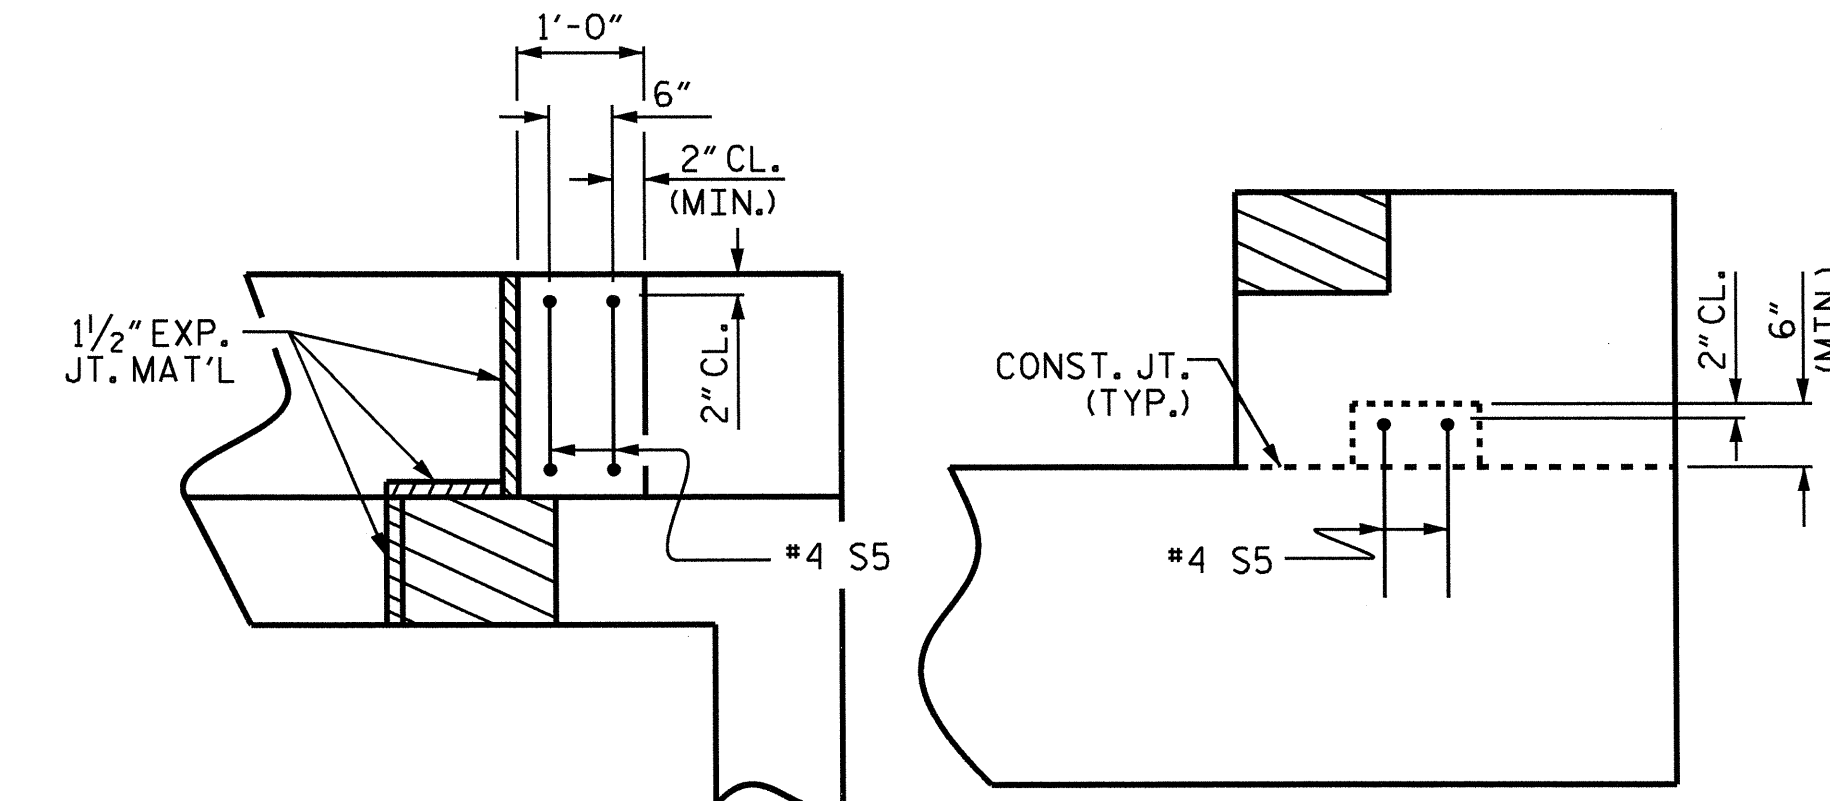 1'-0"
6"
2" CL.
(MIN.)
1½" EXP.
JT. MAT'L
2" CL.
#4 S5
CONST. JT.
(TYP.)
#4 S5
2" CL.
6"
(MIN.)